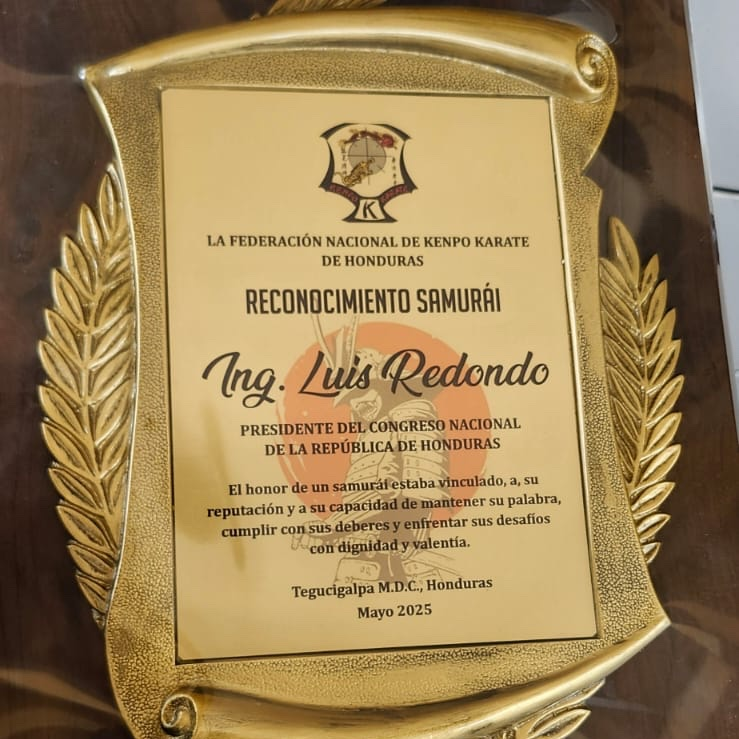 KENPO KARATE
K
LA FEDERACIÓN NACIONAL DE KENPO KARATE
DE HONDURAS
RECONOCIMIENTO SAMURÁI
Ing. Luis Redondo
PRESIDENTE DEL CONGRESO NACIONAL
DE LA REPÚBLICA DE HONDURAS
El honor de un samurái estaba vinculado, a, su
reputación y a su capacidad de mantener su palabra,
cumplir con sus deberes y enfrentar sus desafíos
con dignidad y valentía.
Tegucigalpa M.D.C., Honduras
Mayo 2025